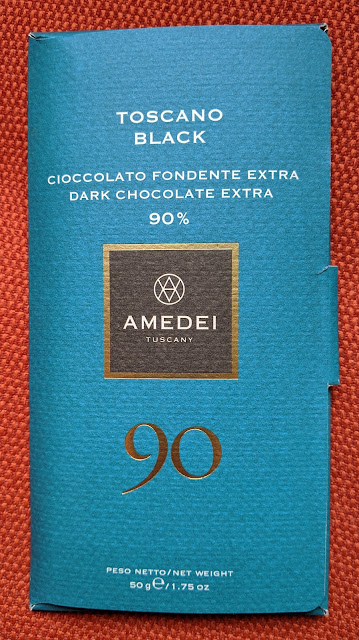 TOSCANO
BLACK
CIOCCOLATO FONDENTE EXTRA
DARK CHOCOLATE EXTRA
90%
AMEDEI
TUSCANY
90
PESO NETTO/NET WEIGHT
50 g ℮/1.75 oz